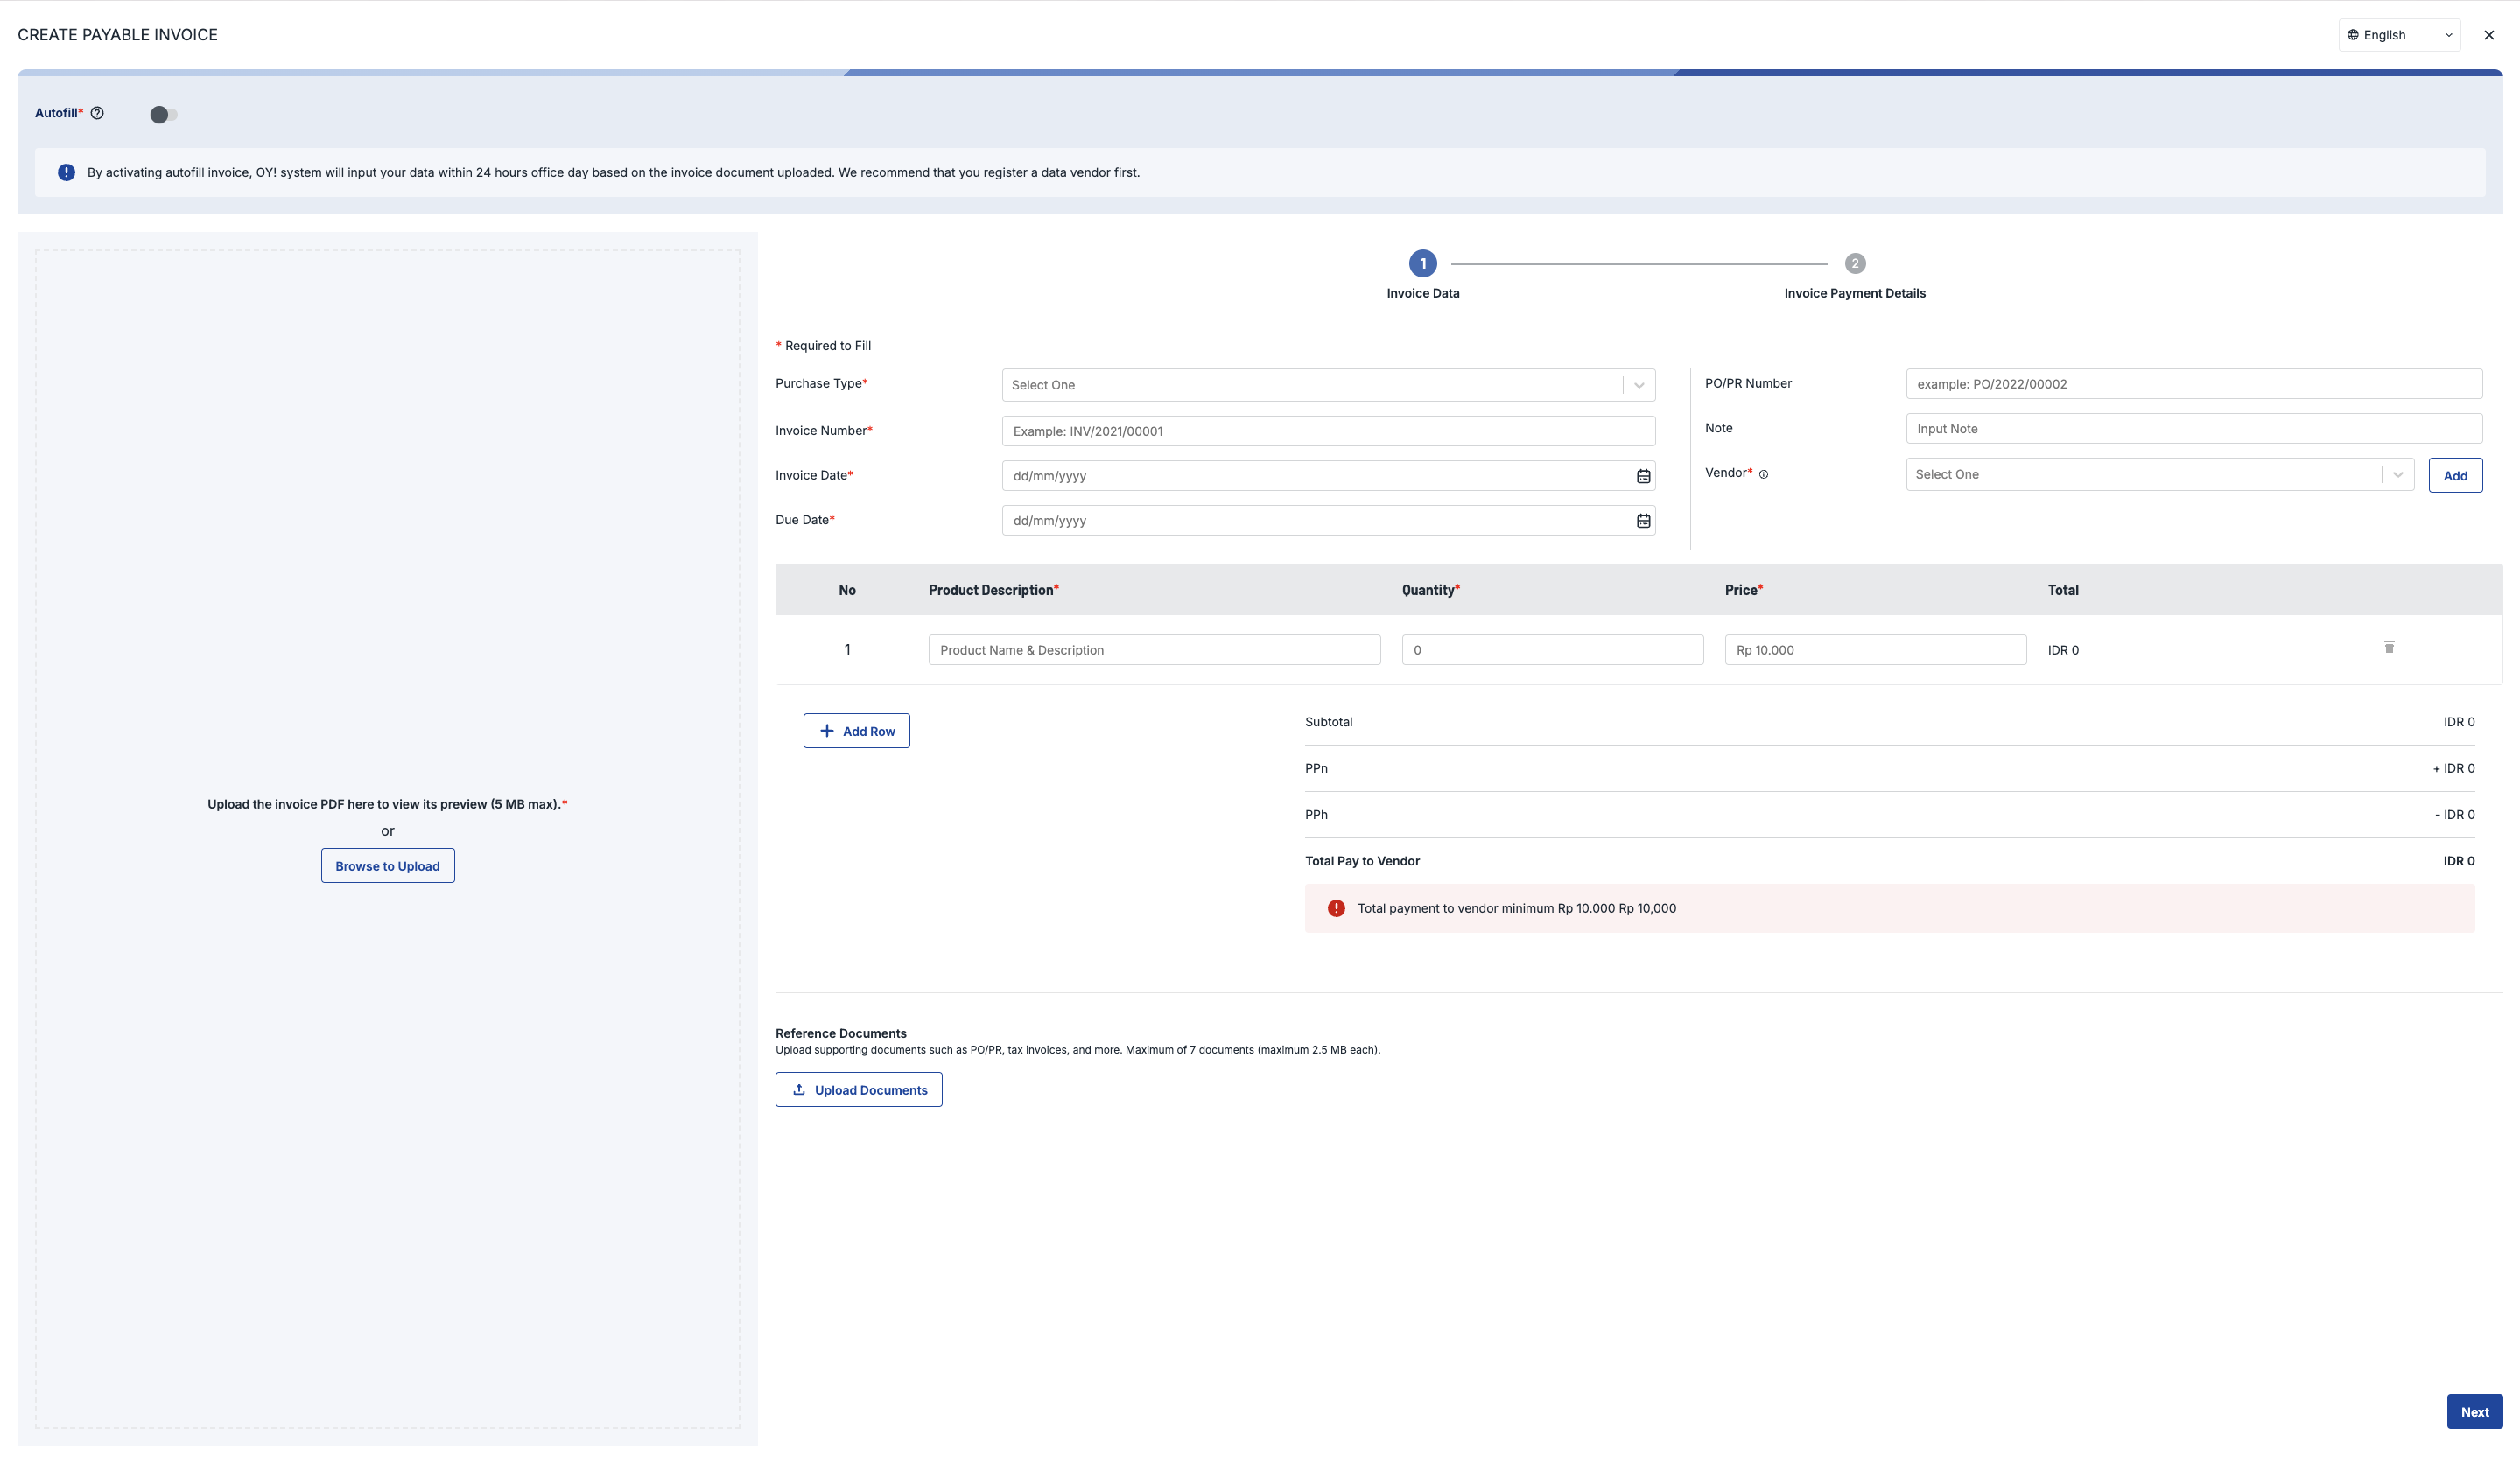 CREATE PAYABLE INVOICE
English
Autofill*
By activating autofill invoice, OY! system will input your data within 24 hours office day based on the invoice document uploaded. We recommend that you register a data vendor first.
Upload the invoice PDF here to view its preview (5 MB max).*
or
Browse to Upload
1
Invoice Data
2
Invoice Payment Details
* Required to Fill
Purchase Type*
Select One
Invoice Number*
Example: INV/2021/00001
Invoice Date*
dd/mm/yyyy
Due Date*
dd/mm/yyyy
PO/PR Number
example: PO/2022/00002
Note
Input Note
Vendor*
Select One
Add
No Product Description* Quantity* Price* Total
1 Product Name & Description 0 Rp 10.000 IDR 0
Add Row
Subtotal IDR 0
PPn + IDR 0
PPh - IDR 0
Total Pay to Vendor IDR 0
Total payment to vendor minimum Rp 10.000 Rp 10,000
Reference Documents
Upload supporting documents such as PO/PR, tax invoices, and more. Maximum of 7 documents (maximum 2.5 MB each).
Upload Documents
Next